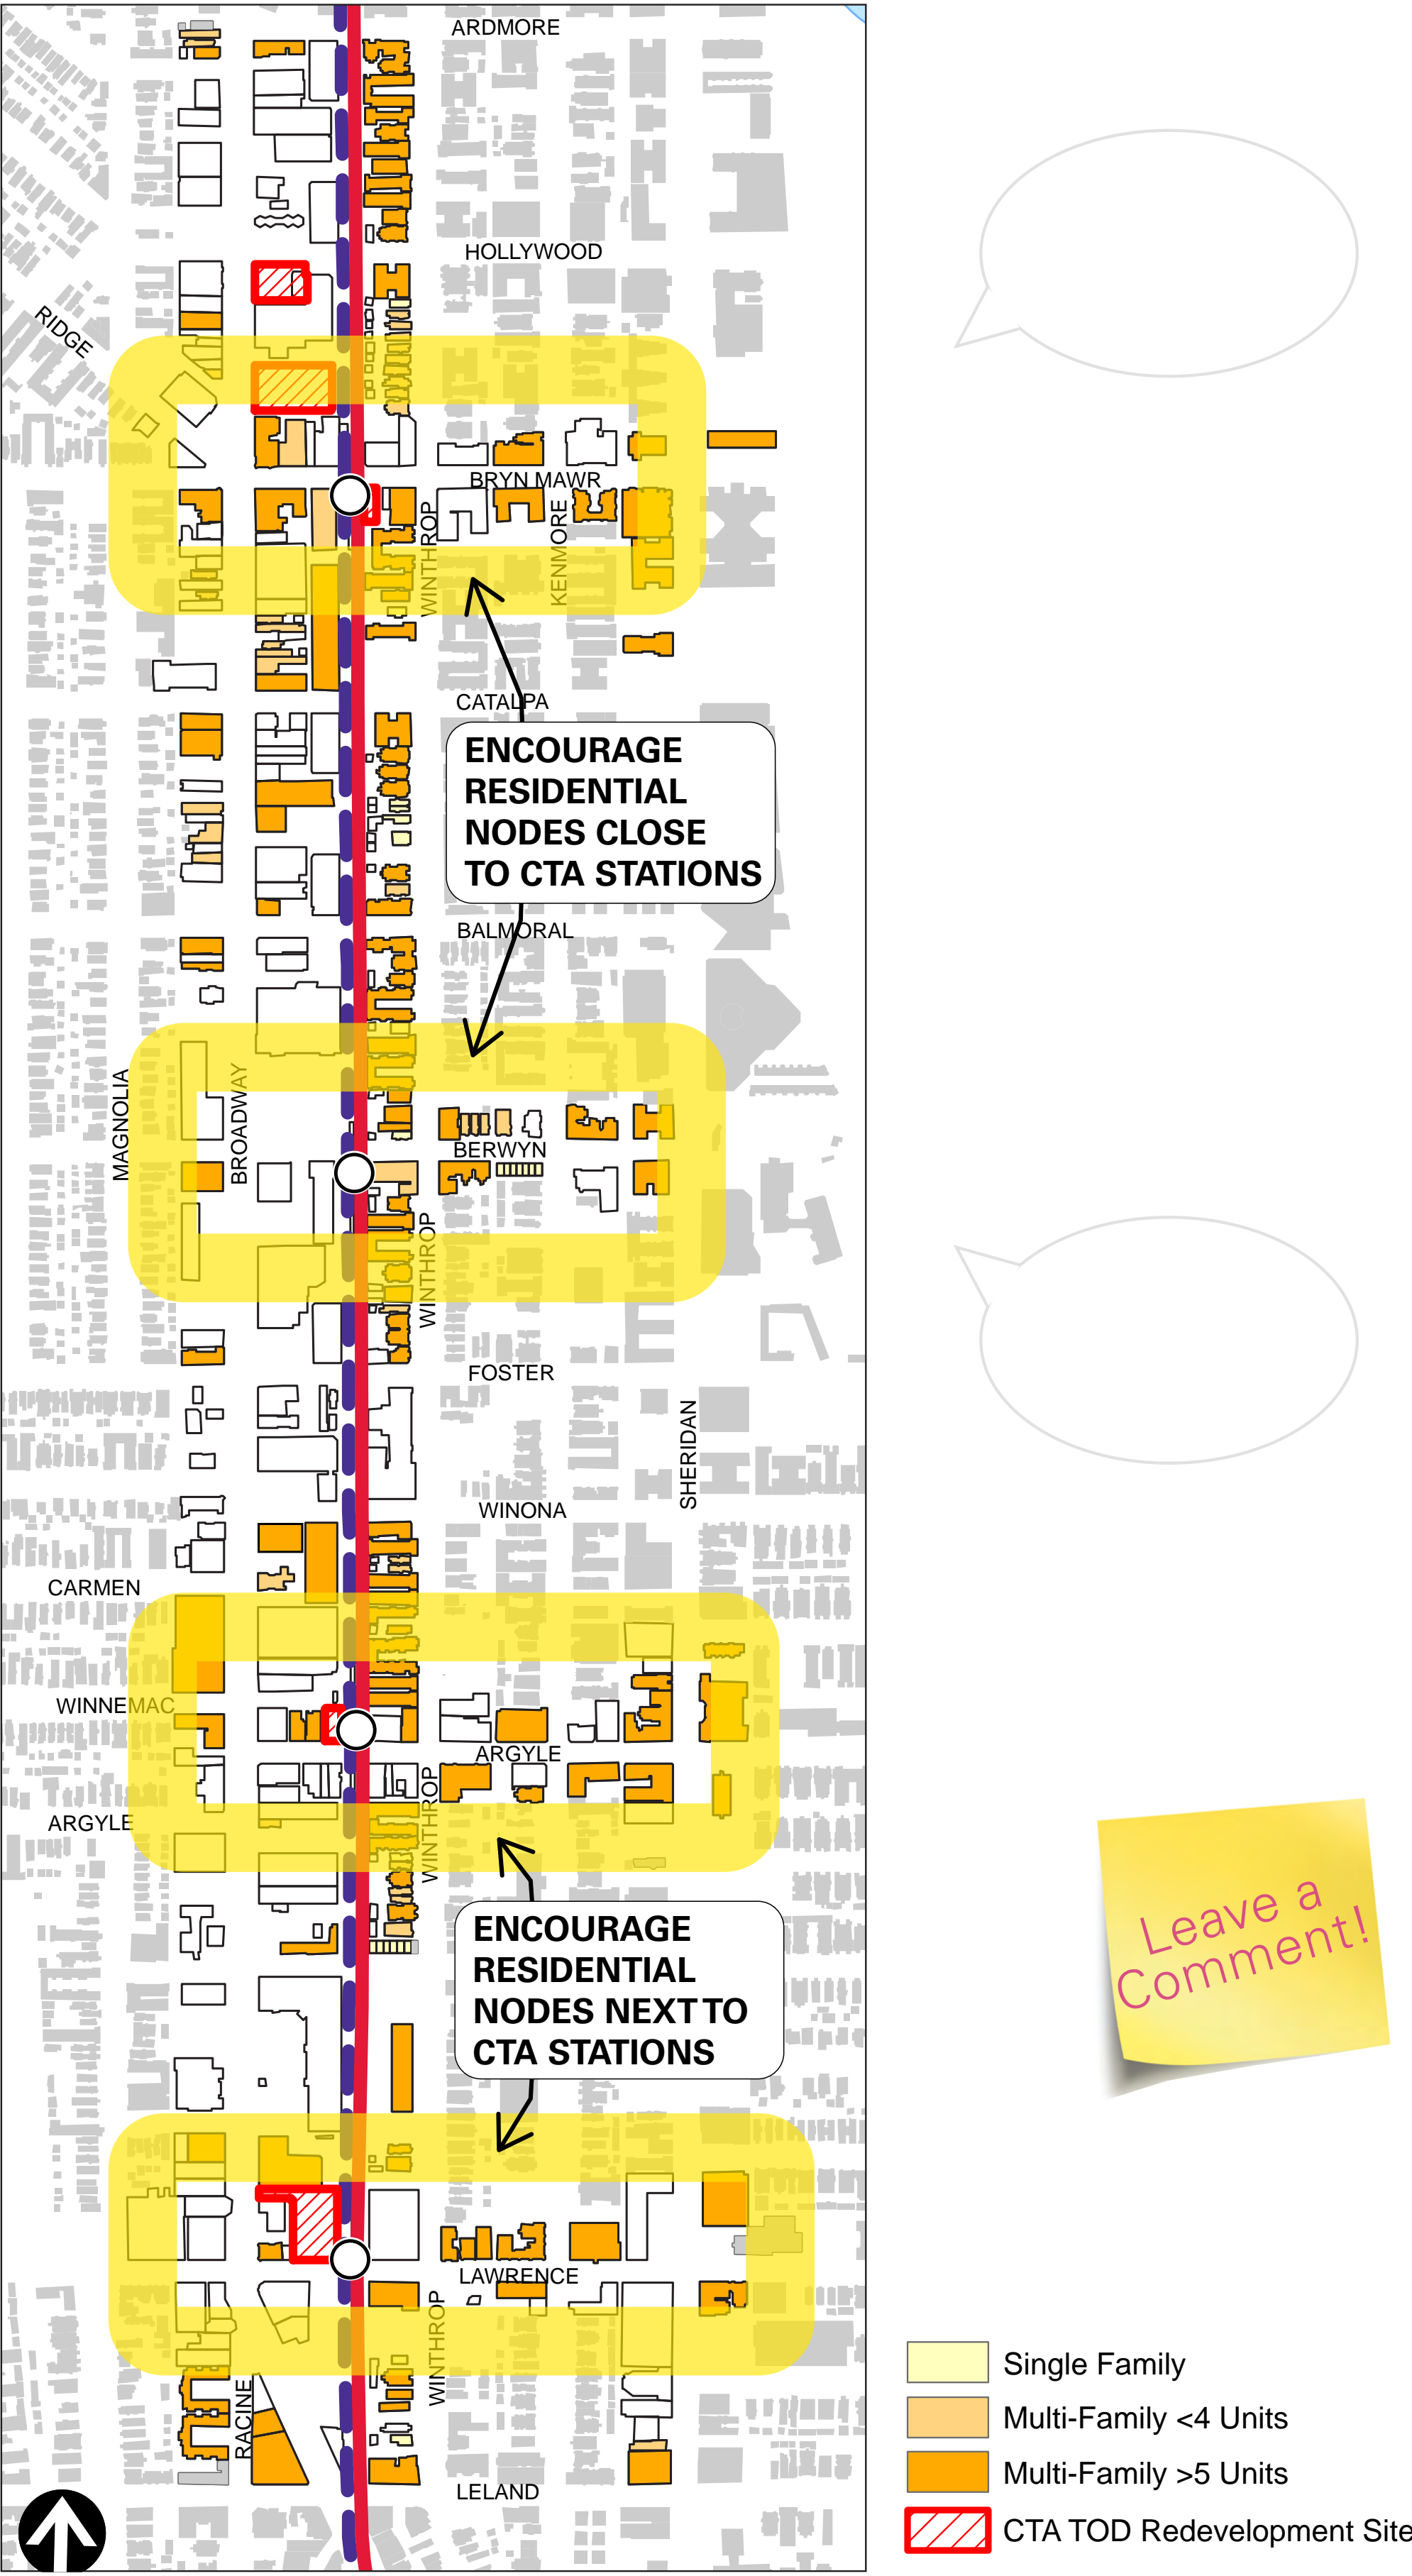 ARDMORE
HOLLYWOOD
RIDGE
BRYN MAWR
WINTHROP
KENMORE
CATALPA
ENCOURAGE
RESIDENTIAL
NODES CLOSE
TO CTA STATIONS
BALMORAL
MAGNOLIA
BROADWAY
BERWYN
WINTHROP
FOSTER
SHERIDAN
WINONA
CARMEN
WINNEMAC
ARGYLE
WINTHROP
ARGYLE
ENCOURAGE
RESIDENTIAL
NODES NEXT TO
CTA STATIONS
Leave a
Comment!
LAWRENCE
WINTHROP
RACINE
LELAND
Single Family
Multi-Family <4 Units
Multi-Family >5 Units
CTA TOD Redevelopment Site